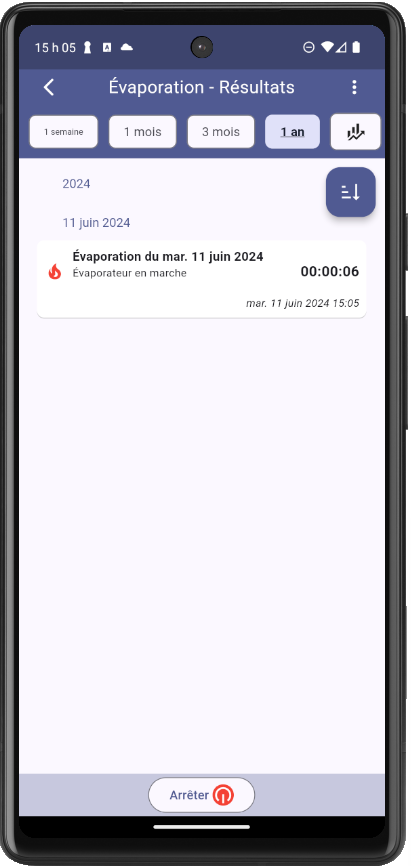 15 h 05
Évaporation - Résultats
1 semaine
1 mois
3 mois
1 an
2024
11 juin 2024
Évaporation du mar. 11 juin 2024
Évaporateur en marche
00:00:06
mar. 11 juin 2024 15:05
Arrêter